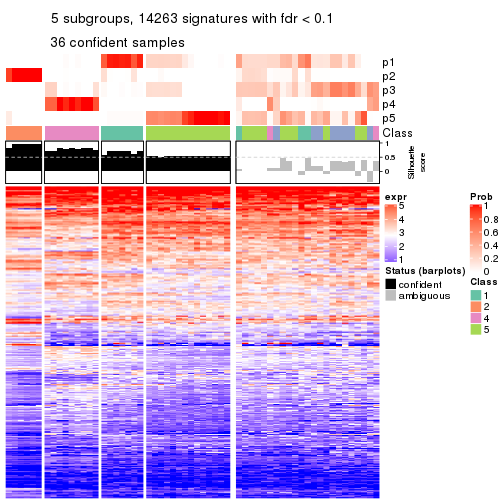 5 subgroups, 14263 signatures with fdr < 0.1
36 confident samples
p1
p2
p3
p4
p5
Class
1
0.5
0
Silhouette
score
expr
5
4
3
2
1
Status (barplots)
confident
ambiguous
Prob
1
0.8
0.6
0.4
0.2
0
Class
1
2
4
5